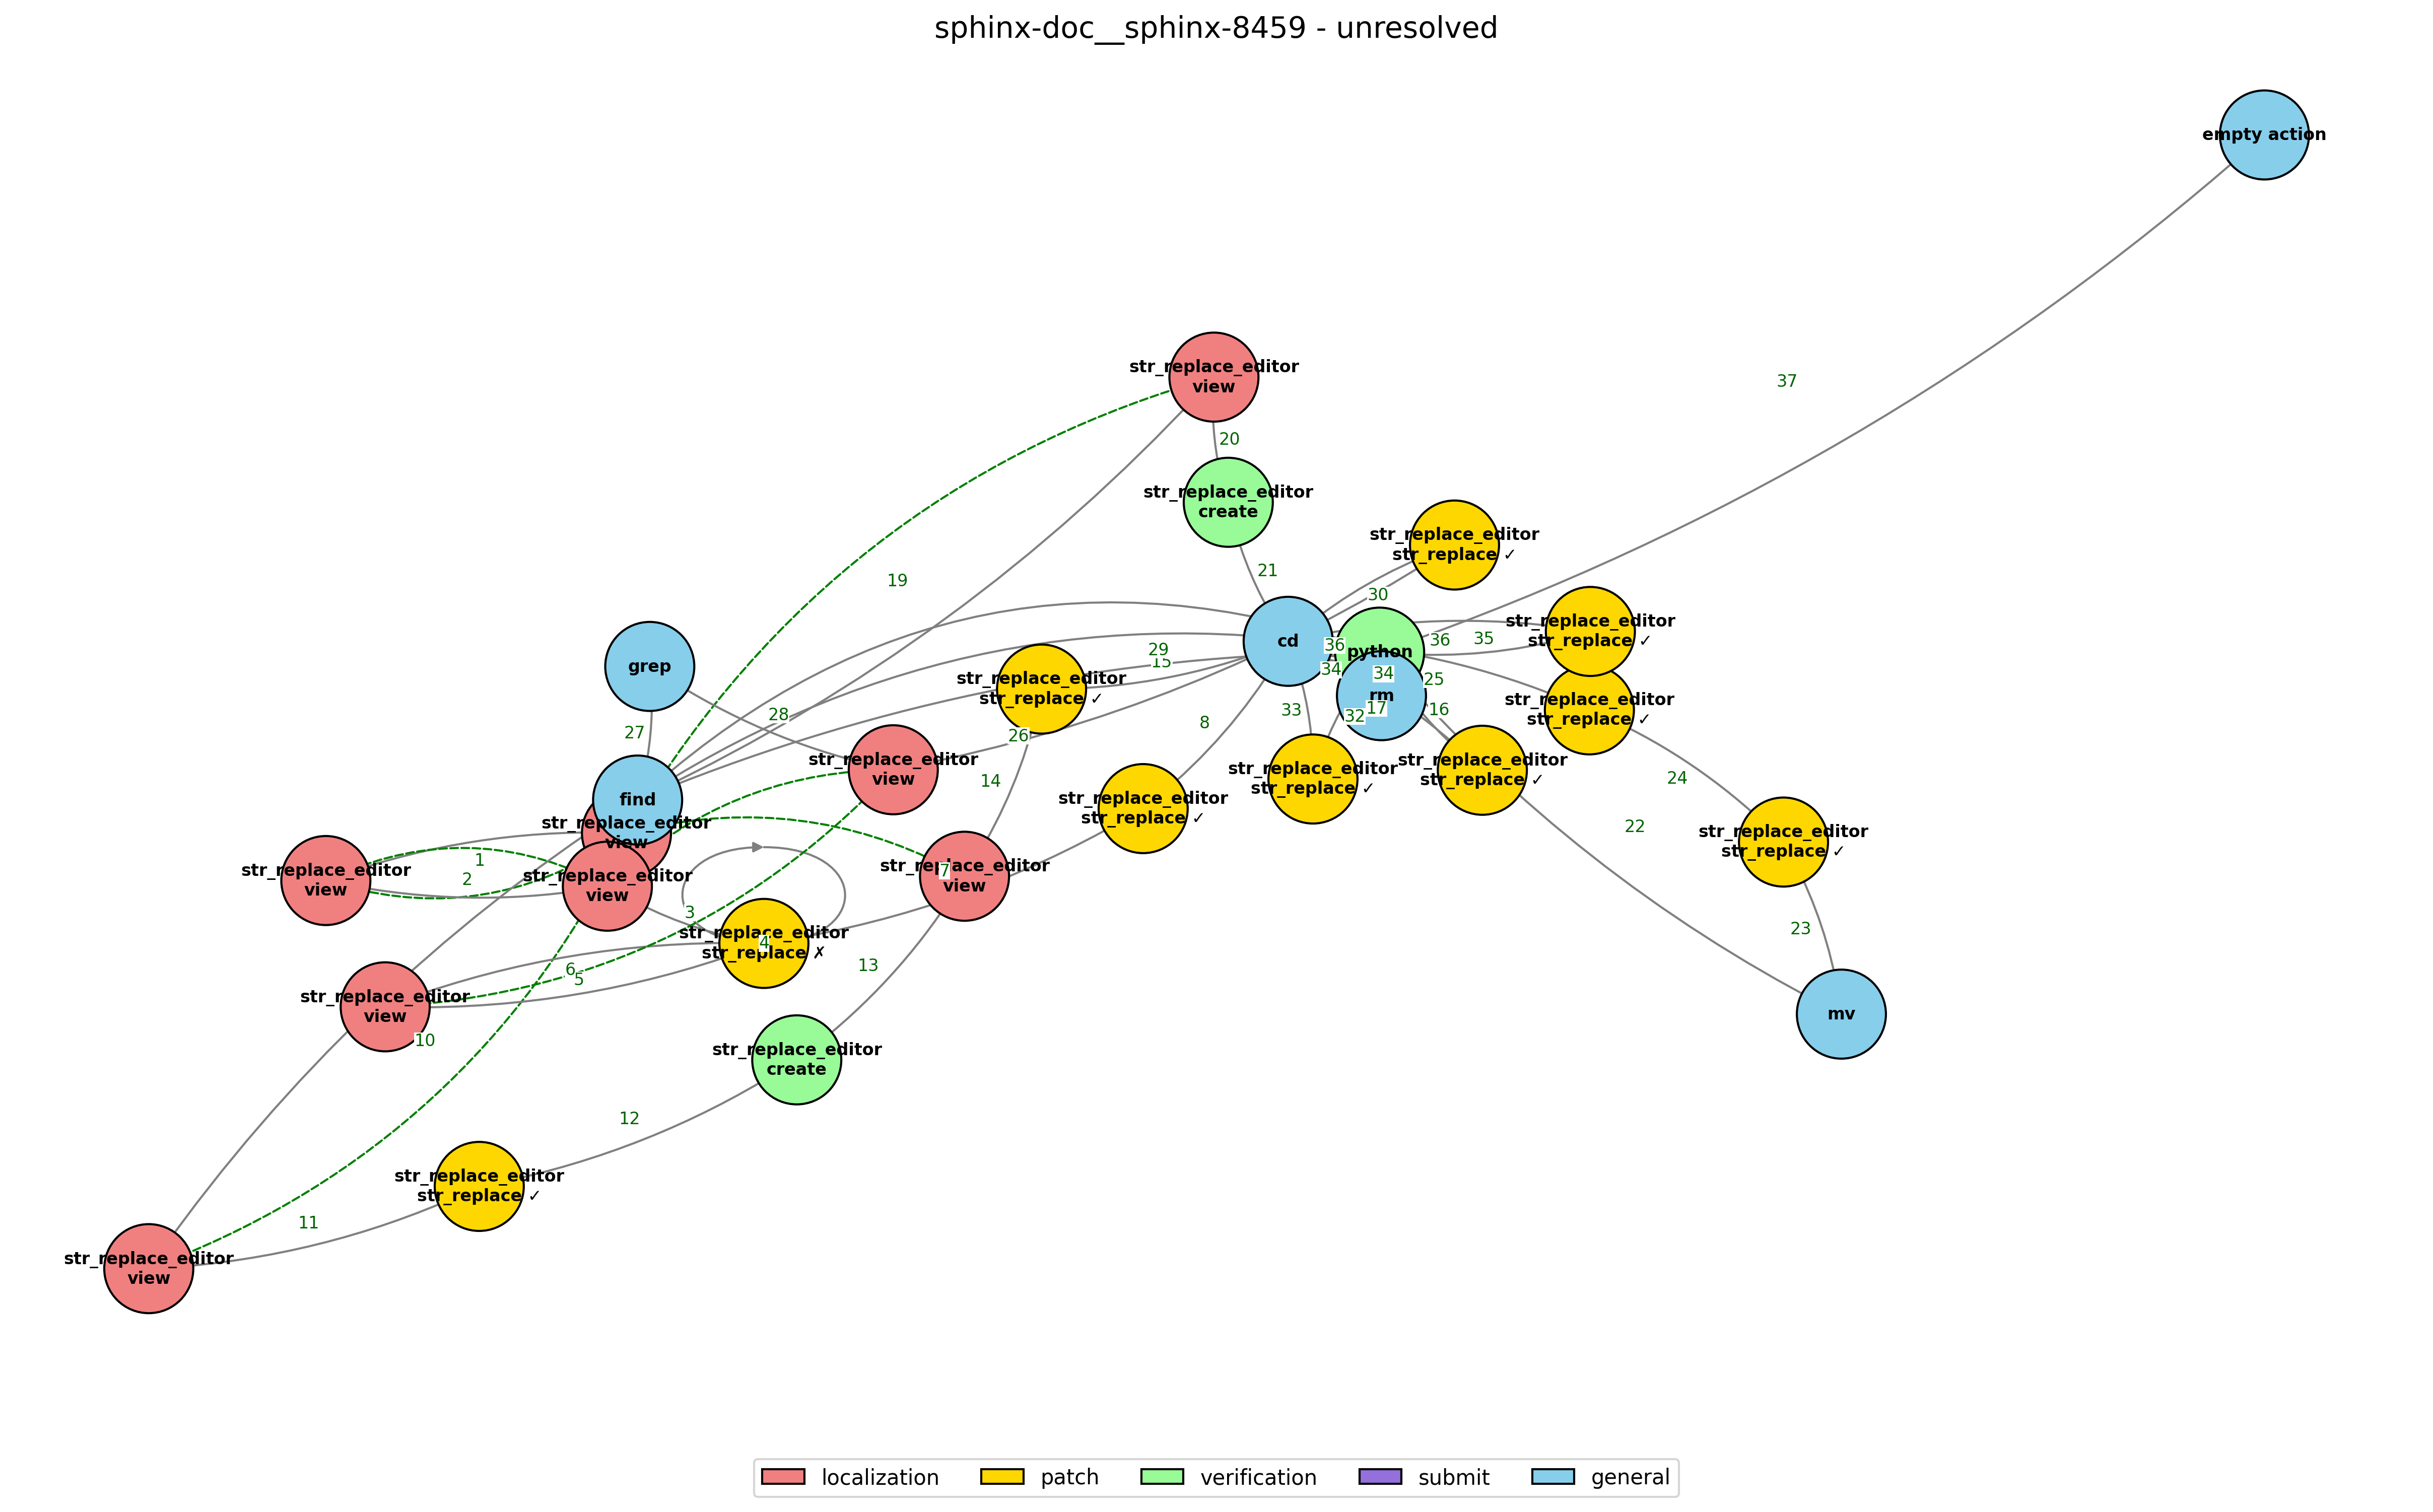 sphinx-doc__sphinx-8459 - unresolved
empty action
37
str_replace_editor
view
20
str_replace_editor
create
19
21
str_replace_editor
str_replace ✓
30
str_replace_editor
str_replace ✓
cd
36
python
36
35
grep
29
15
34
34
25
rm
str_replace_editor
str_replace ✓
str_replace_editor
str_replace ✓
28
27
26
8
33
32
17
16
str_replace_editor
view
14
str_replace_editor
str_replace ✓
str_replace_editor
str_replace ✓
24
find
str_replace_editor
view
str_replace_editor
str_replace ✓
22
str_replace_editor
str_replace ✓
1
2
str_replace_editor
view
str_replace_editor
view
7
str_replace_editor
view
3
str_replace_editor
str_replace ✗
4
23
6
5
13
str_replace_editor
view
mv
10
str_replace_editor
create
12
str_replace_editor
str_replace ✓
11
str_replace_editor
view
localization
patch
verification
submit
general